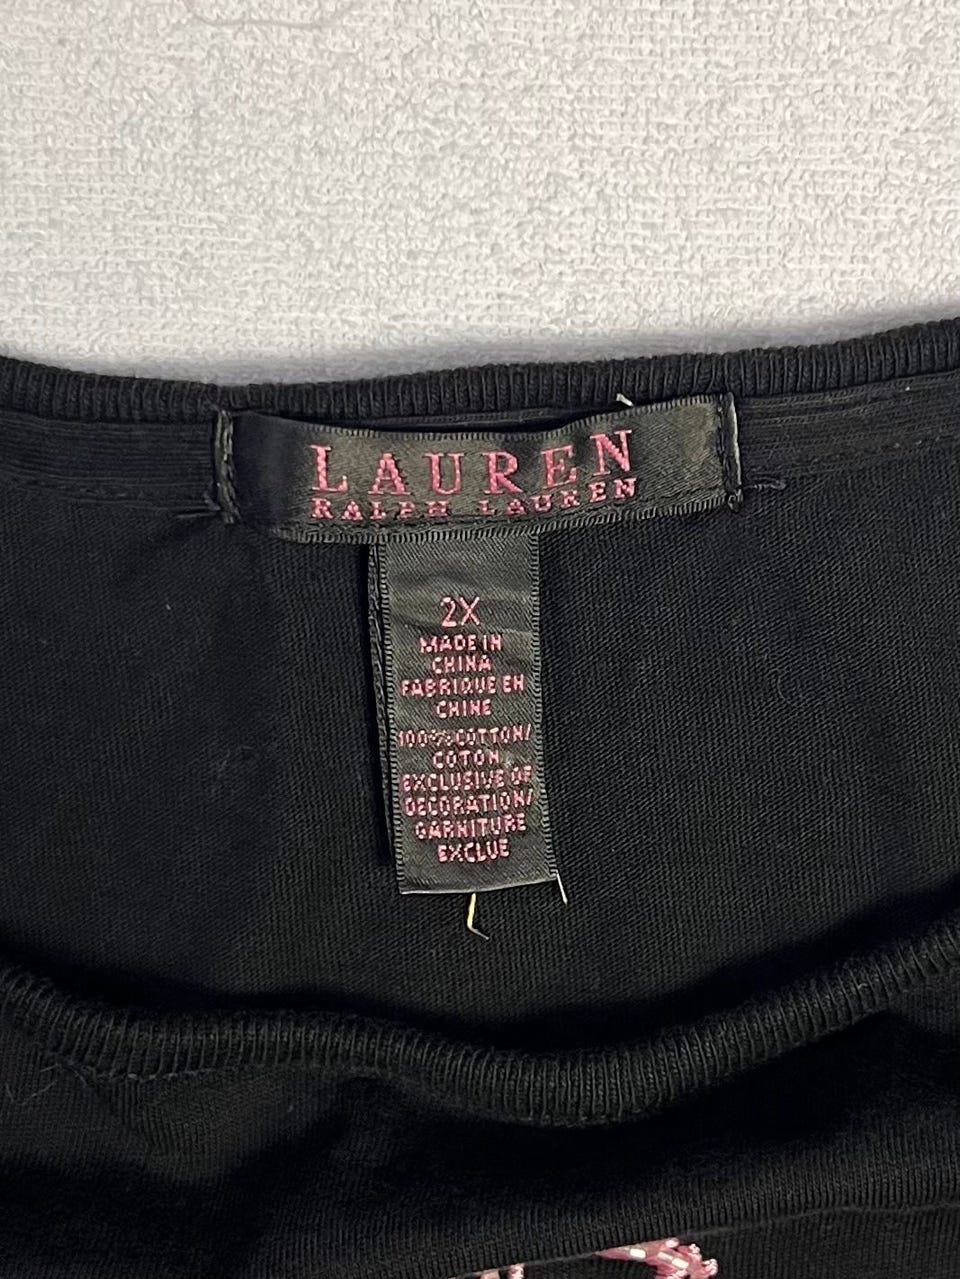 LAUREN
RALPH LAUREN
2X
MADE IN
CHINA
FABRIQUE EN
CHINE
100% COTTON/
COTON
EXCLUSIVE OF
DECORATION/
GARNITURE
EXCLUE